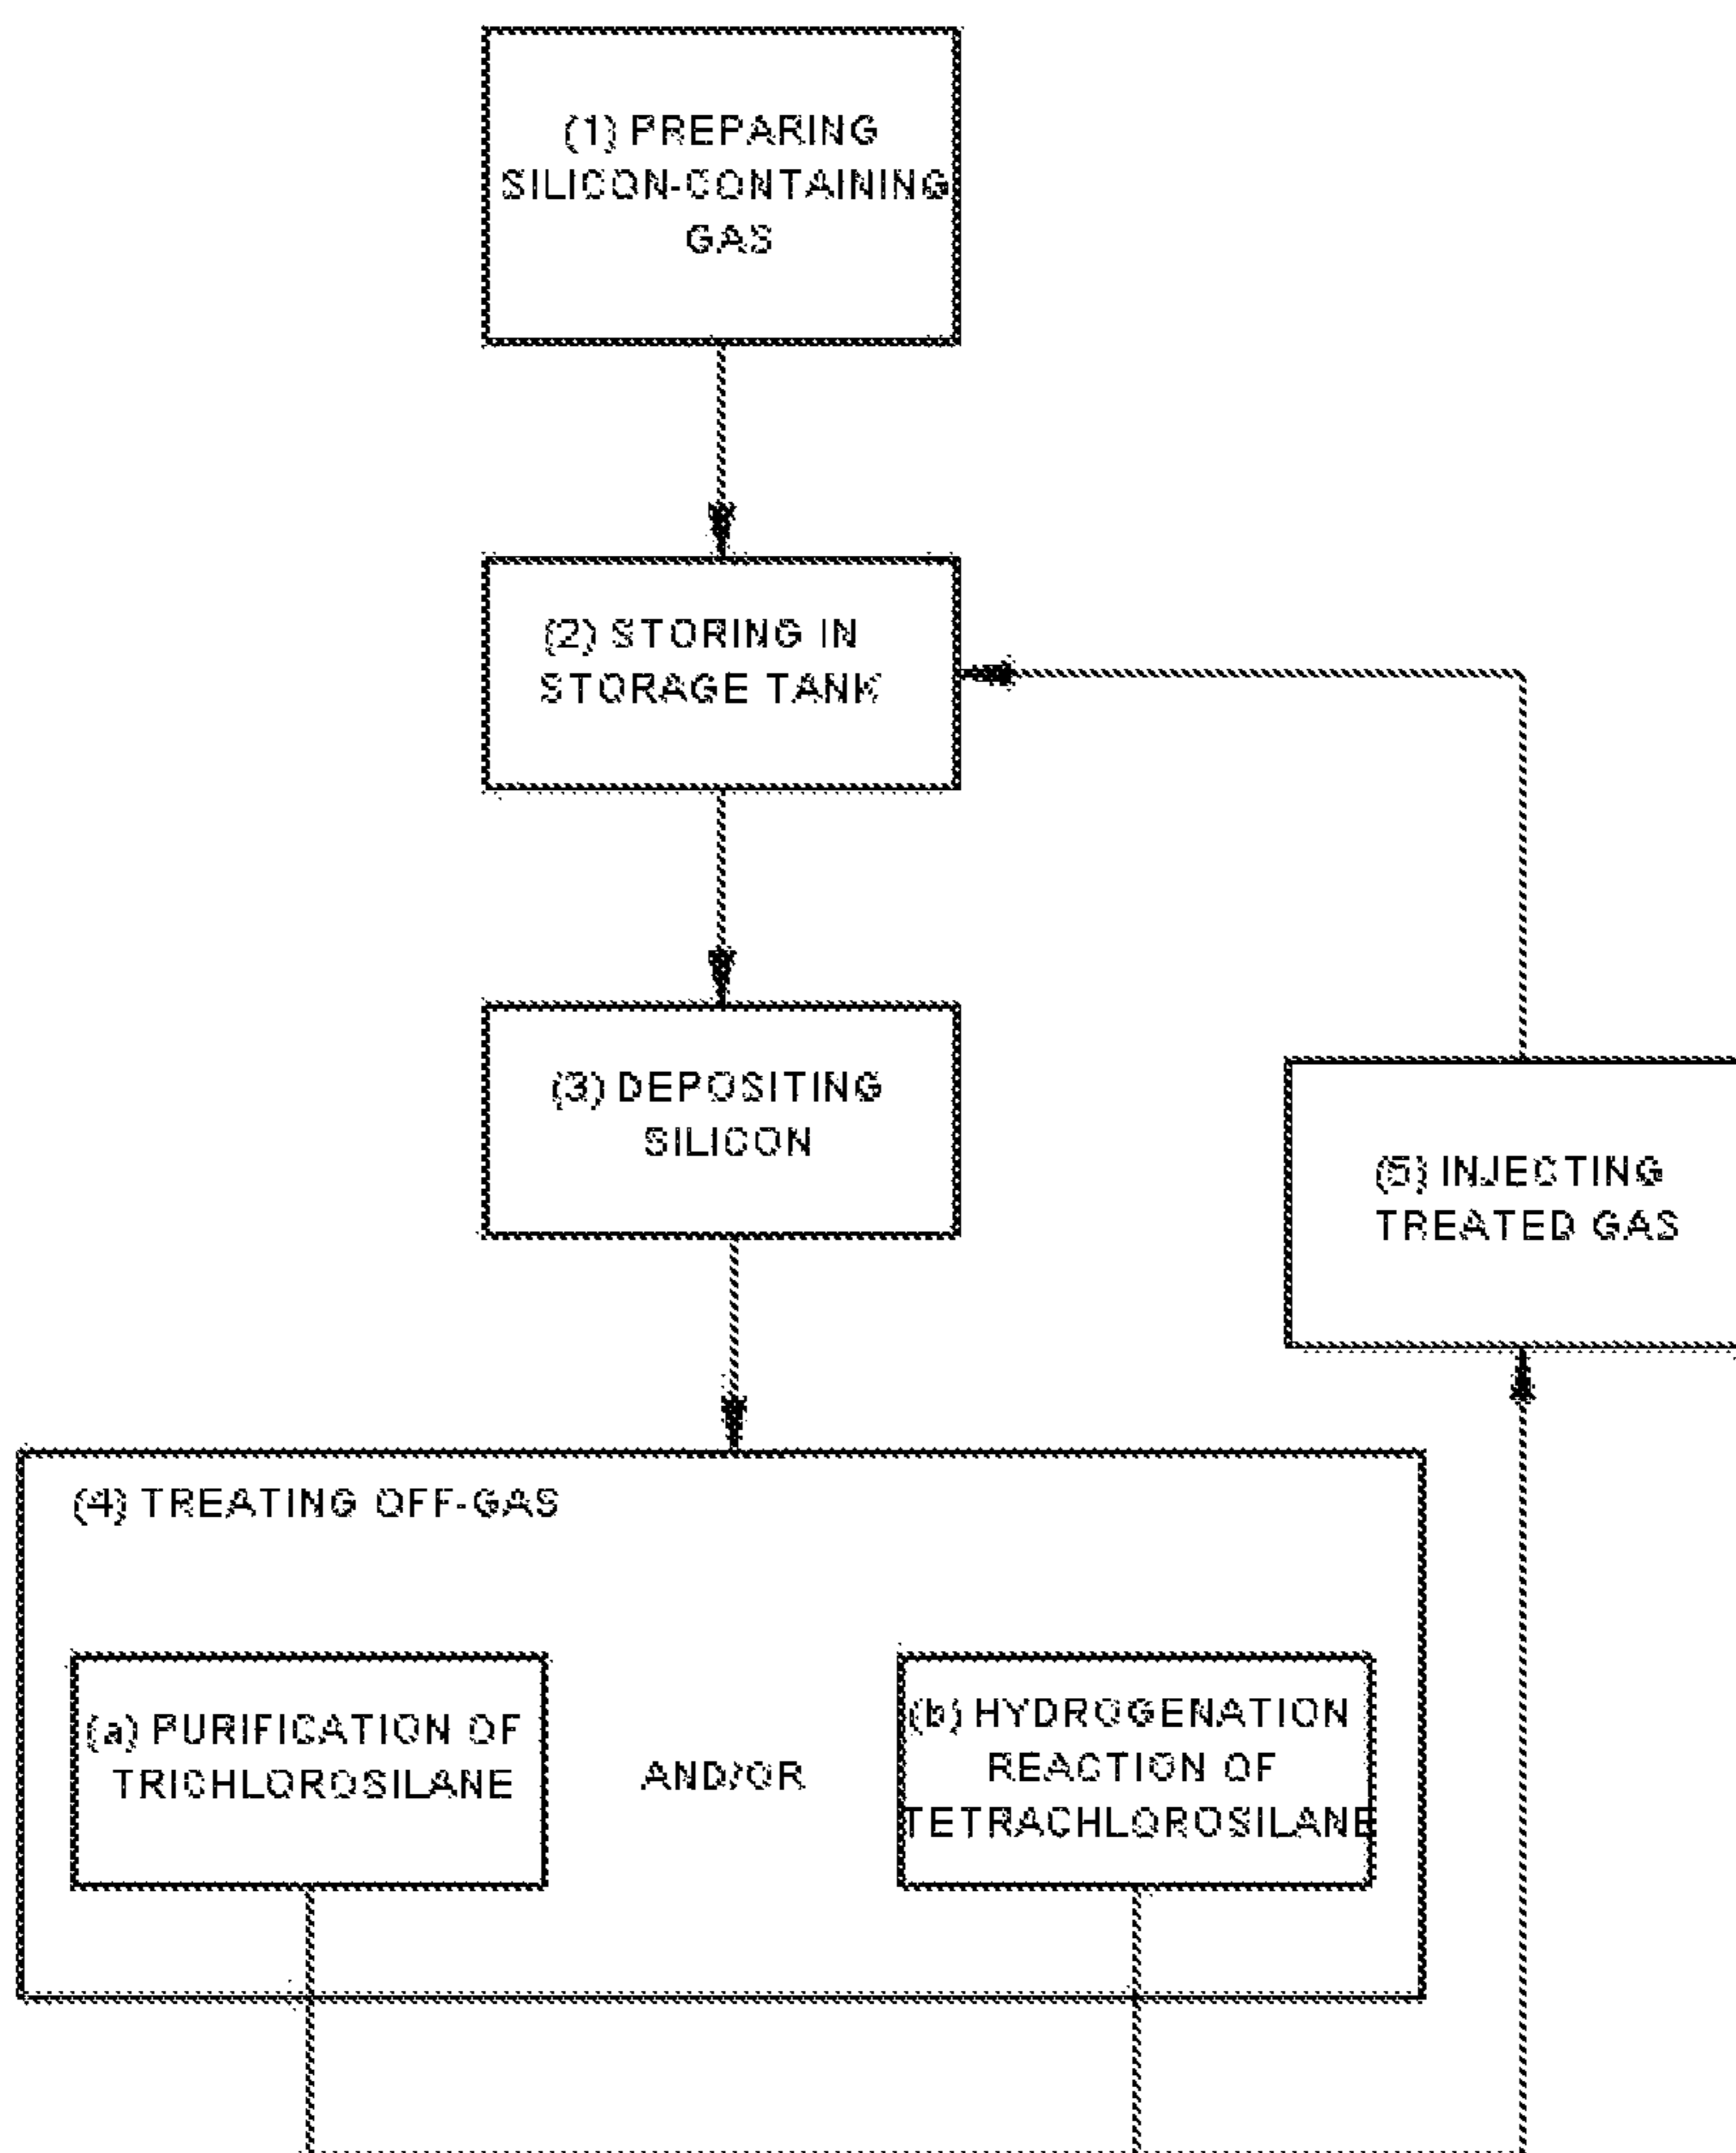 (1) PREPARING
SILICON-CONTAINING
GAS
(2) STORING IN
STORAGE TANK
(3) DEPOSITING
SILICON
(5) INJECTING
TREATED GAS
(4) TREATING OFF-GAS
(a) PURIFICATION OF
TRICHLOROSILANE
AND/OR
(b) HYDROGENATION
REACTION OF
TETRACHLOROSILANE